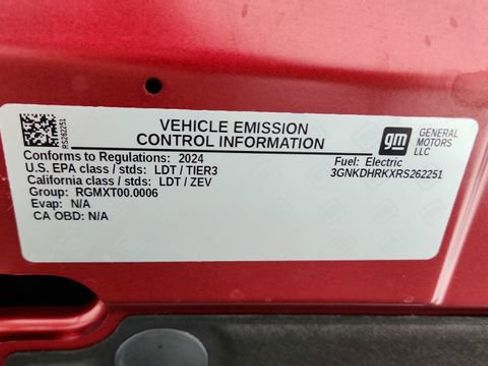 RS262251
VEHICLE EMISSION
CONTROL INFORMATION
gm
GENERAL
MOTORS
LLC
Conforms to Regulations: 2024
U.S. EPA class / stds: LDT / TIER3
California class / stds: LDT / ZEV
Group: RGMXT00.0006
Evap: N/A
CA OBD: N/A
Fuel: Electric
3GNKDHRKXRS262251